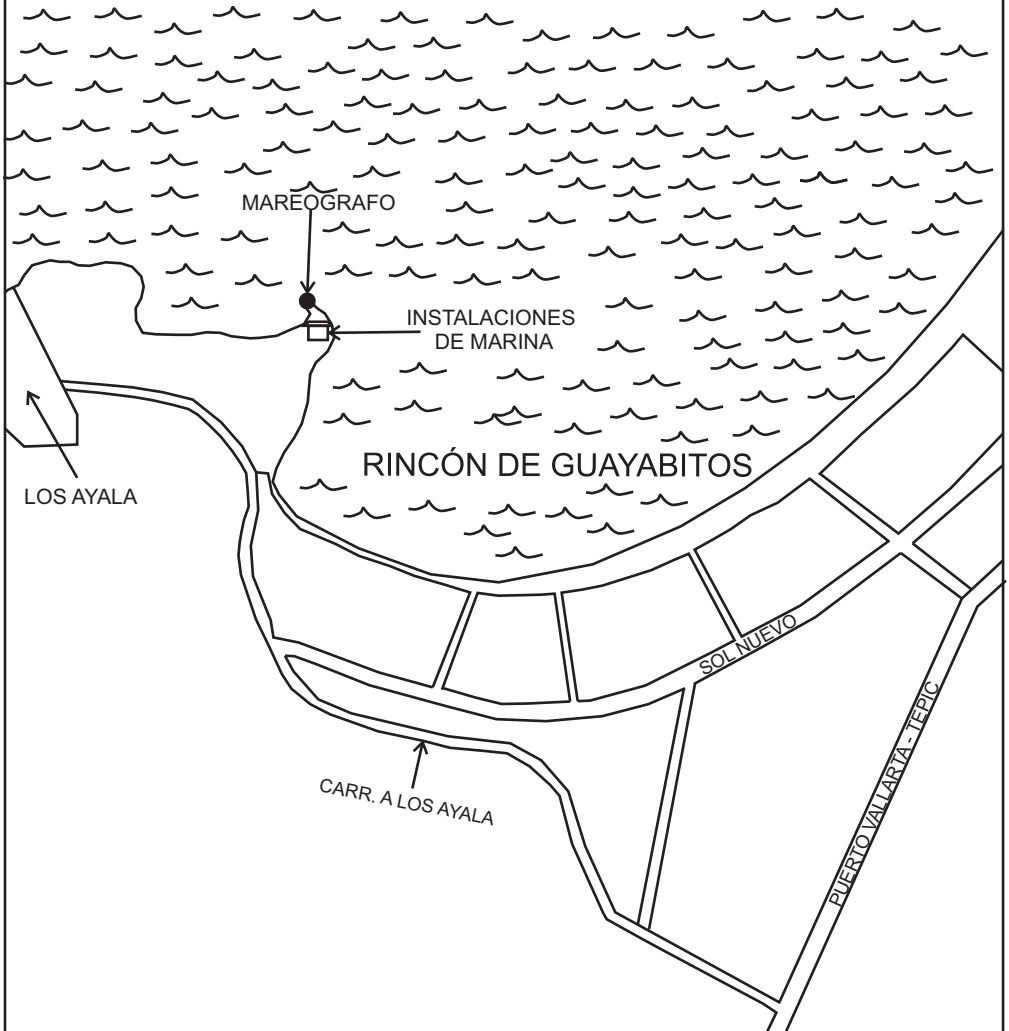 MAREOGRAFO
INSTALACIONES
DE MARINA
RINCÓN DE GUAYABITOS
LOS AYALA
SOL NUEVO
PUERTO VALLARTA - TEPIC
CARR. A LOS AYALA